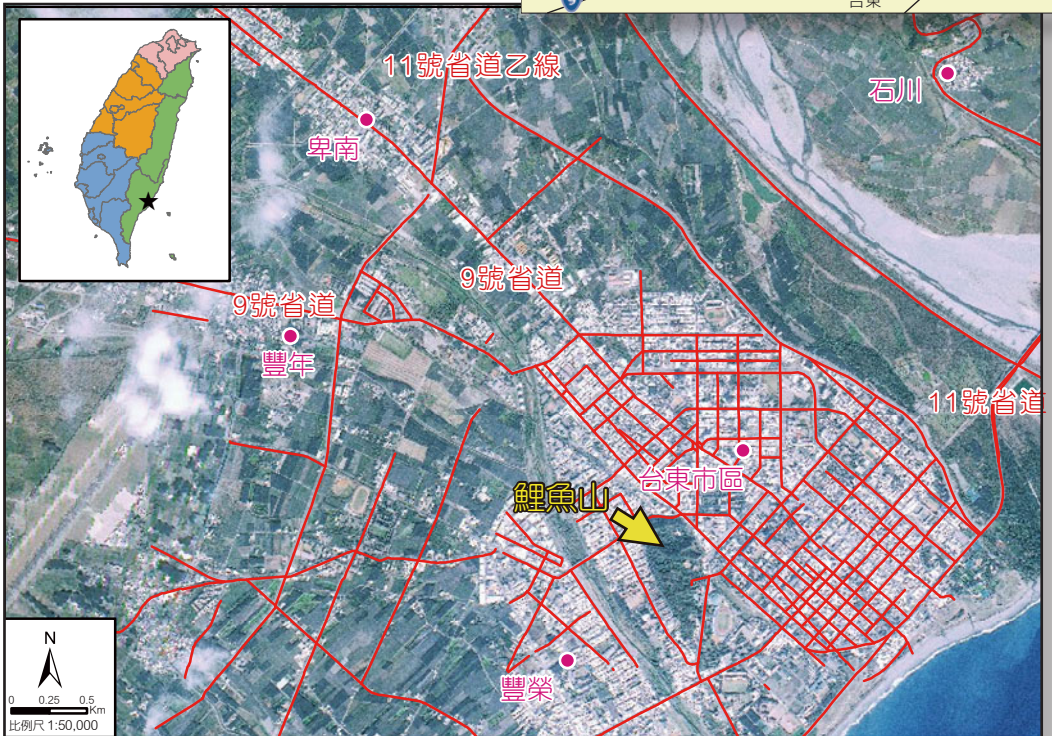 台東
11號省道乙線
石川
卑南
9號省道
9號省道
豐年
11號省道
台東市區
鯉魚山
豐榮
N
0 0.25 0.5
Km
比例尺 1:50,000